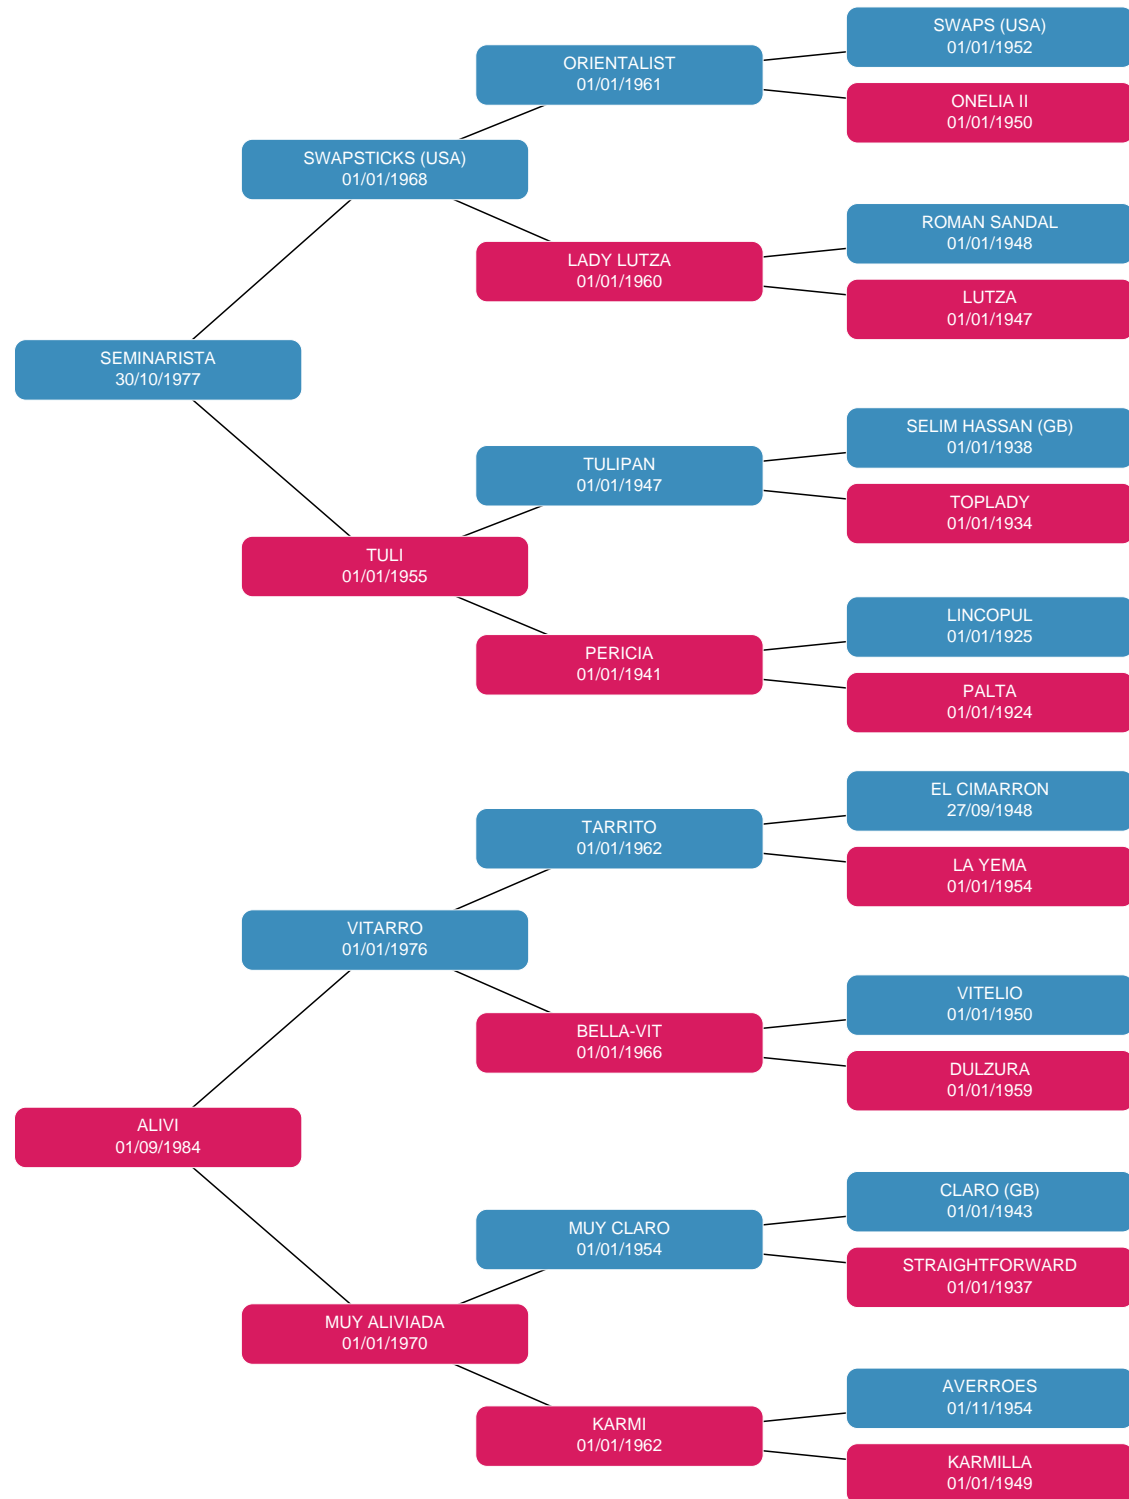 SWAPS (USA)
01/01/1952
ORIENTALIST
01/01/1961
ONELIA II
01/01/1950
SWAPSTICKS (USA)
01/01/1968
ROMAN SANDAL
01/01/1948
LADY LUTZA
01/01/1960
LUTZA
01/01/1947
SEMINARISTA
30/10/1977
SELIM HASSAN (GB)
01/01/1938
TULIPAN
01/01/1947
TOPLADY
01/01/1934
TULI
01/01/1955
LINCOPUL
01/01/1925
PERICIA
01/01/1941
PALTA
01/01/1924
EL CIMARRON
27/09/1948
TARRITO
01/01/1962
LA YEMA
01/01/1954
VITARRO
01/01/1976
VITELIO
01/01/1950
BELLA-VIT
01/01/1966
DULZURA
01/01/1959
ALIVI
01/09/1984
CLARO (GB)
01/01/1943
MUY CLARO
01/01/1954
STRAIGHTFORWARD
01/01/1937
MUY ALIVIADA
01/01/1970
AVERROES
01/11/1954
KARMI
01/01/1962
KARMILLA
01/01/1949